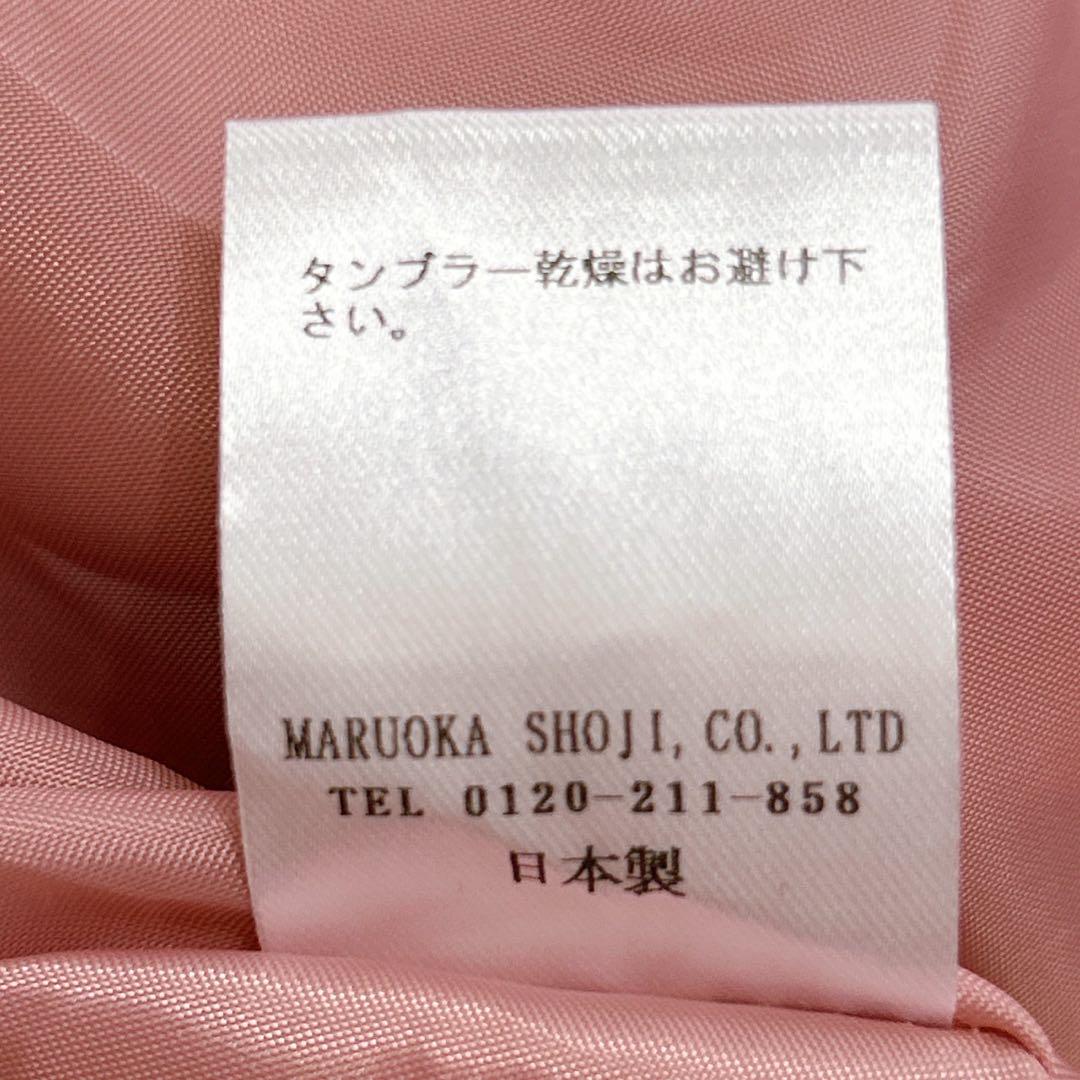 タンブラー乾燥はお避け下
さい。
MARUOKA SHOJI, CO., LTD
TEL 0120-211-858
日本製